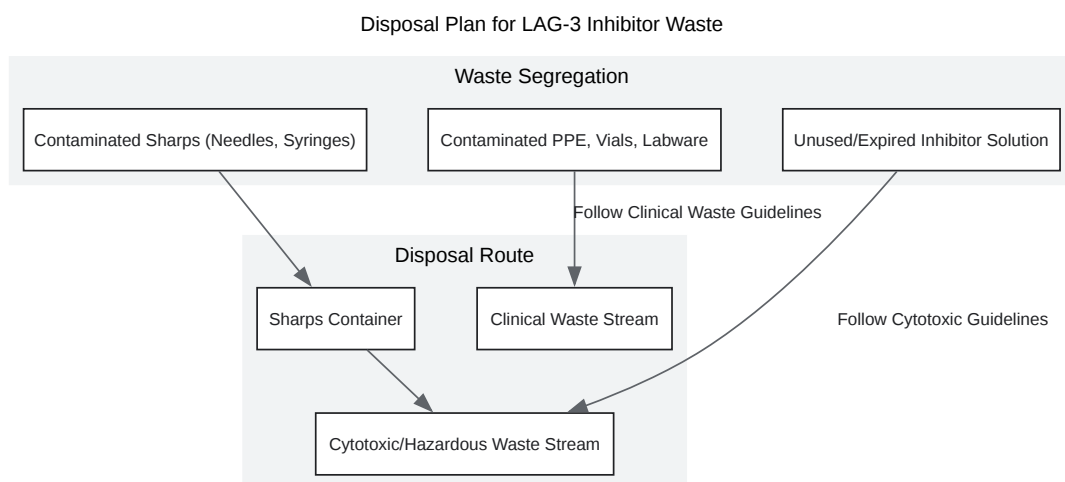 Disposal Plan for LAG-3 Inhibitor Waste
Waste Segregation
Contaminated Sharps (Needles, Syringes)
Contaminated PPE, Vials, Labware
Unused/Expired Inhibitor Solution
Follow Clinical Waste Guidelines
Disposal Route
Sharps Container
Clinical Waste Stream
Follow Cytotoxic Guidelines
Cytotoxic/Hazardous Waste Stream